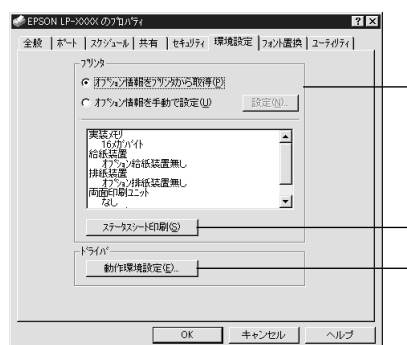 EPSON LP-XXXX のﾌﾟﾛﾊﾟﾃｨ
全般 ポート スケジュール 共有 セキュリティ 環境設定 フォント置換 ユーティリティ
プリンタ
オプション情報をプリンタから取得(P)
オプション情報を手動で設定(U) 設定(N)...
実装メモリ
16メガバイト
給紙装置
オプション給紙装置無し
排紙装置
オプション排紙装置無し
両面印刷ユニット
なし
ステータスシート印刷(S)
ドライバ
動作環境設定(E)...
OK キャンセル ヘルプ